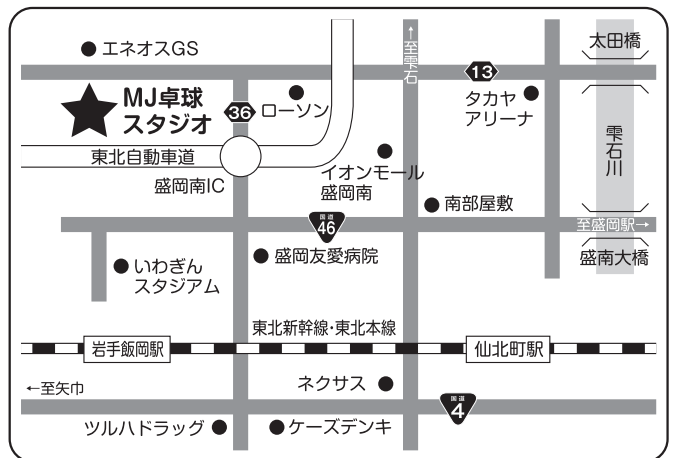 エネオスGS
↑至雫石
13
太田橋
MJ卓球
スタジオ
36
ローソン
タカヤ
アリーナ
雫石川
東北自動車道
盛岡南IC
イオンモール
盛岡南
南部屋敷
国道
46
至盛岡駅→
いわぎん
スタジアム
盛岡友愛病院
盛南大橋
東北新幹線・東北本線
岩手飯岡駅
仙北町駅
←至矢巾
ネクサス
国道
4
ツルハドラッグ
ケーズデンキ